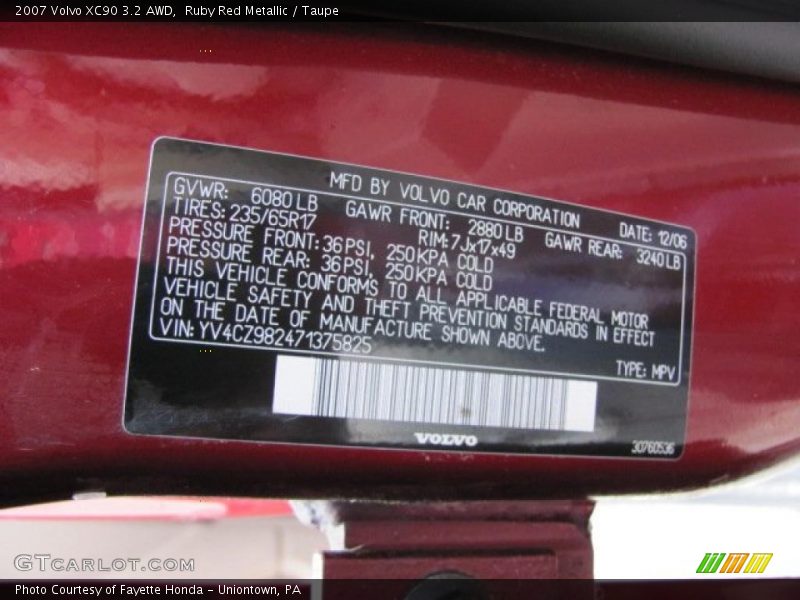 2007 Volvo XC90 3.2 AWD,  Ruby Red Metallic / Taupe
MFD BY VOLVO CAR CORPORATION DATE: 12/06
GVWR: 6080 LB GAWR FRONT: 2880 LB GAWR REAR: 3240 LB
TIRES: 235/65R17 RIM: 7Jx17x49
PRESSURE FRONT: 36 PSI, 250 KPA COLD
PRESSURE REAR: 36 PSI, 250 KPA COLD
THIS VEHICLE CONFORMS TO ALL APPLICABLE FEDERAL MOTOR
VEHICLE SAFETY AND THEFT PREVENTION STANDARDS IN EFFECT
ON THE DATE OF MANUFACTURE SHOWN ABOVE.
VIN: YV4CZ982471375825 TYPE: MPV
VOLVO
30760536
GTCARLOT.COM
Photo Courtesy of Fayette Honda - Uniontown, PA